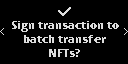 Sign transaction to
batch transfer
NFTs?